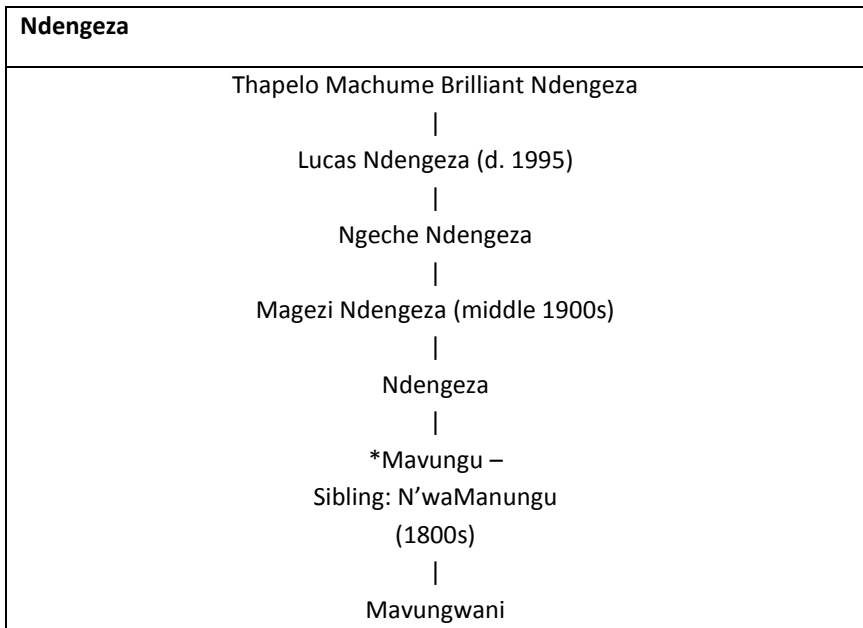 Ndengeza
Thapelo Machume Brilliant Ndengeza
|
Lucas Ndengeza (d. 1995)
|
Ngeche Ndengeza
|
Magezi Ndengeza (middle 1900s)
|
Ndengeza
|
*Mavungu –
Sibling: N’waManungu
(1800s)
|
Mavungwani